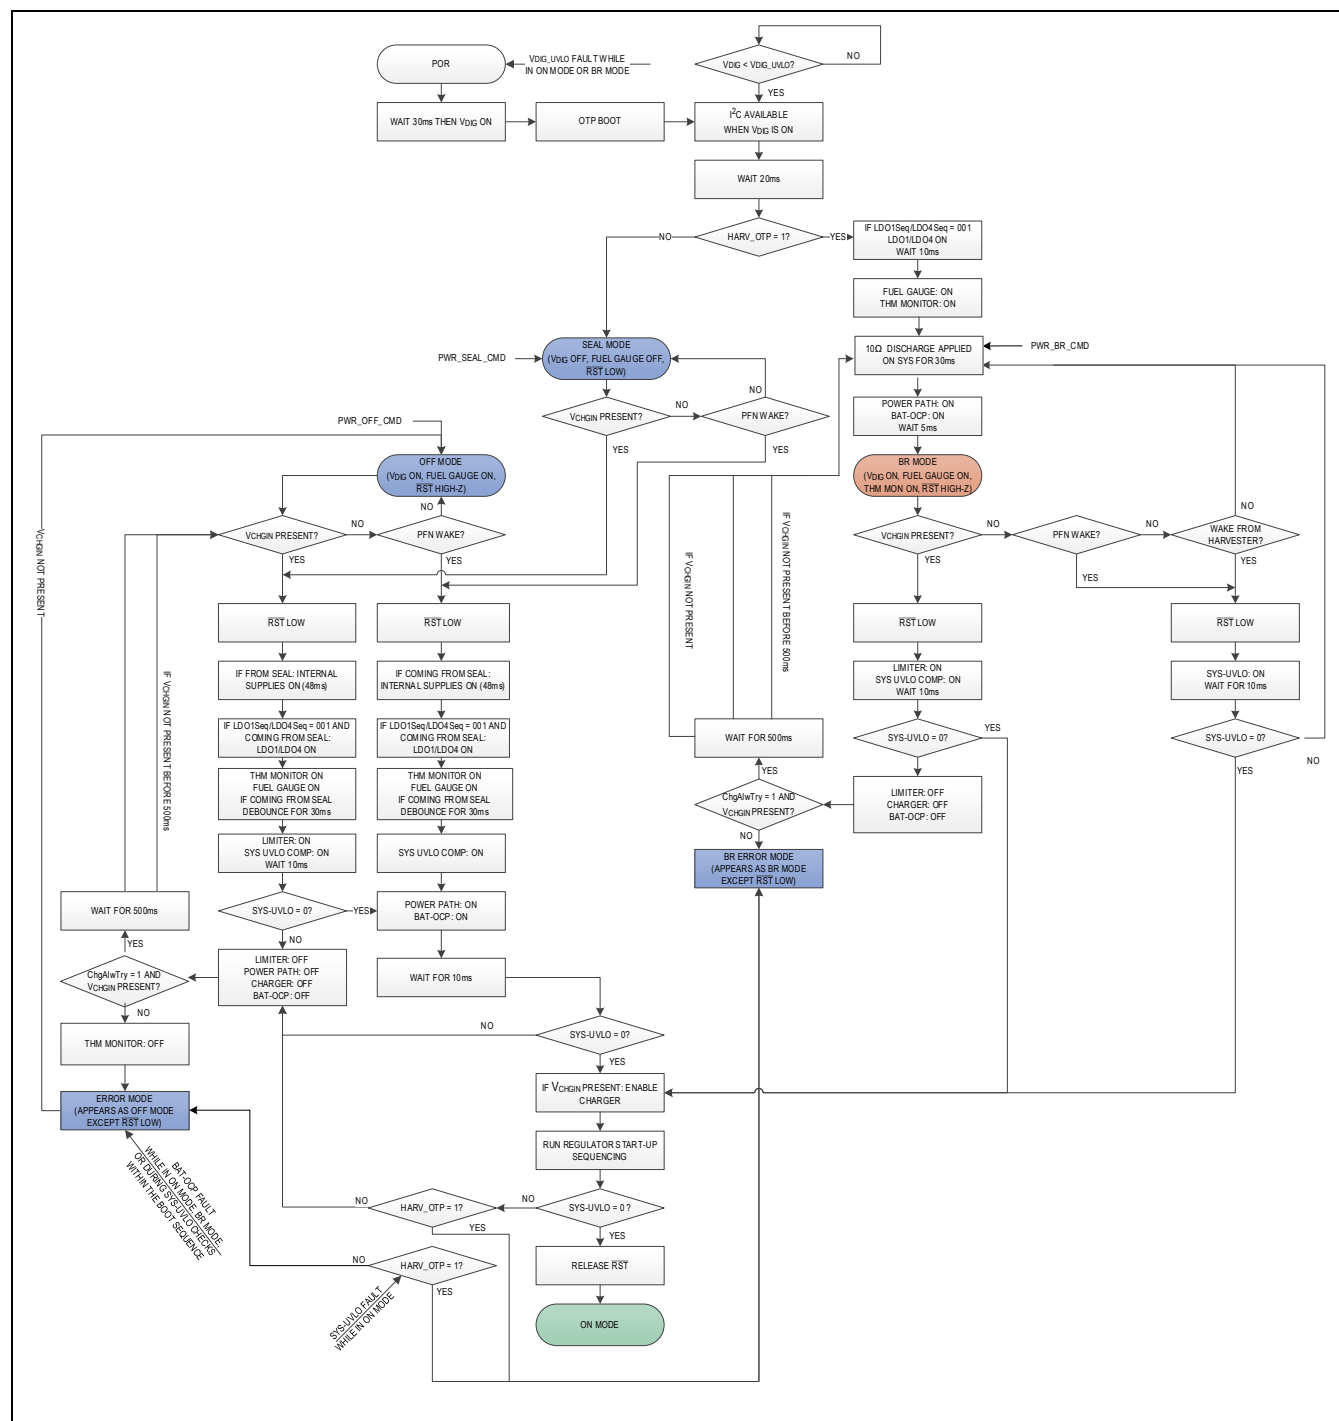 POR
VDIG_UVLO FAULT WHILE
IN ON MODE OR BR MODE
VDIG < VDIG_UVLO?
NO
YES
WAIT 30ms THEN VDIG ON
OTP BOOT
I2C AVAILABLE
WHEN VDIG IS ON
WAIT 20ms
HARV_OTP = 1?
NO
YES
IF LDO1Seq/LDO4Seq = 001
LDO1/LDO4 ON
WAIT 10ms
FUEL GAUGE: ON
THM MONITOR: ON
10Ω DISCHARGE APPLIED
ON SYS FOR 30ms
PWR_BR_CMD
PWR_SEAL_CMD
SEAL MODE
(VDIG OFF, FUEL GAUGE OFF,
RST LOW)
NO
VCHGIN PRESENT?
NO
PFN WAKE?
YES
YES
POWER PATH: ON
BAT-OCP: ON
WAIT 5ms
NO
PWR_OFF_CMD
OFF MODE
(VDIG ON, FUEL GAUGE ON,
RST HIGH-Z)
NO
BR MODE
(VDIG ON, FUEL GAUGE ON,
THM MON ON, RST HIGH-Z)
VCHGIN PRESENT?
NO
PFN WAKE?
YES
YES
VCHGIN PRESENT?
NO
PFN WAKE?
NO
WAKE FROM
HARVESTER?
YES
YES
YES
VCHGIN NOT PRESENT
IF VCHGIN NOT PRESENT
IF VCHGIN NOT PRESENT BEFORE 500ms
RST LOW
RST LOW
RST LOW
RST LOW
IF FROM SEAL: INTERNAL
SUPPLIES ON (48ms)
IF COMING FROM SEAL:
INTERNAL SUPPLIES ON (48ms)
LIMITER: ON
SYS UVLO COMP: ON
WAIT 10ms
SYS-UVLO: ON
WAIT FOR 10ms
IF VCHGIN NOT PRESENT BEFORE 500ms
IF LDO1Seq/LDO4Seq = 001 AND
COMING FROM SEAL:
LDO1/LDO4 ON
IF LDO1Seq/LDO4Seq = 001 AND
COMING FROM SEAL:
LDO1/LDO4 ON
WAIT FOR 500ms
SYS-UVLO = 0?
YES
SYS-UVLO = 0?
NO
YES
THM MONITOR ON
FUEL GAUGE ON
IF COMING FROM SEAL
DEBOUNCE FOR 30ms
THM MONITOR ON
FUEL GAUGE ON
IF COMING FROM SEAL
DEBOUNCE FOR 30ms
YES
ChgAlwTry = 1 AND
VCHGIN PRESENT?
NO
LIMITER: OFF
CHARGER: OFF
BAT-OCP: OFF
LIMITER: ON
SYS UVLO COMP: ON
WAIT 10ms
SYS UVLO COMP: ON
BR ERROR MODE
(APPEARS AS BR MODE
EXCEPT RST LOW)
WAIT FOR 500ms
SYS-UVLO = 0?
YES
NO
POWER PATH: ON
BAT-OCP: ON
YES
ChgAlwTry = 1 AND
VCHGIN PRESENT?
NO
LIMITER: OFF
POWER PATH: OFF
CHARGER: OFF
BAT-OCP: OFF
WAIT FOR 10ms
THM MONITOR: OFF
NO
SYS-UVLO = 0?
YES
ERROR MODE
(APPEARS AS OFF MODE
EXCEPT RST LOW)
IF VCHGIN PRESENT: ENABLE
CHARGER
RUN REGULATOR START-UP
SEQUENCING
BAT-OCP FAULT
WHILE IN ON MODE, BR MODE,
OR DURING SYS-UVLO CHECKS
WITHIN THE BOOT SEQUENCE
NO
HARV_OTP = 1?
NO
SYS-UVLO = 0?
YES
YES
NO
HARV_OTP = 1?
YES
RELEASE RST
SYS-UVLO FAULT
WHILE IN ON MODE
ON MODE